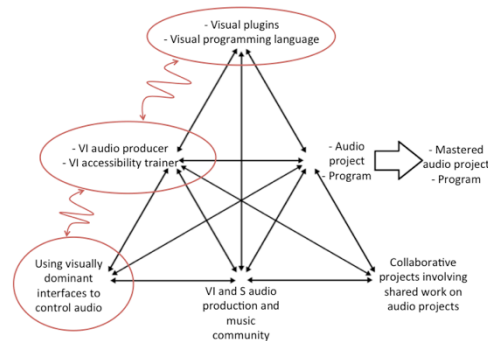 - Visual plugins
- Visual programming language
- VI audio producer
- VI accessibility trainer
- Audio
project
- Program
- Mastered
audio project
- Program
Using visually
dominant
interfaces to
control audio
VI and S audio
production and
music
community
Collaborative
projects involving
shared work on
audio projects